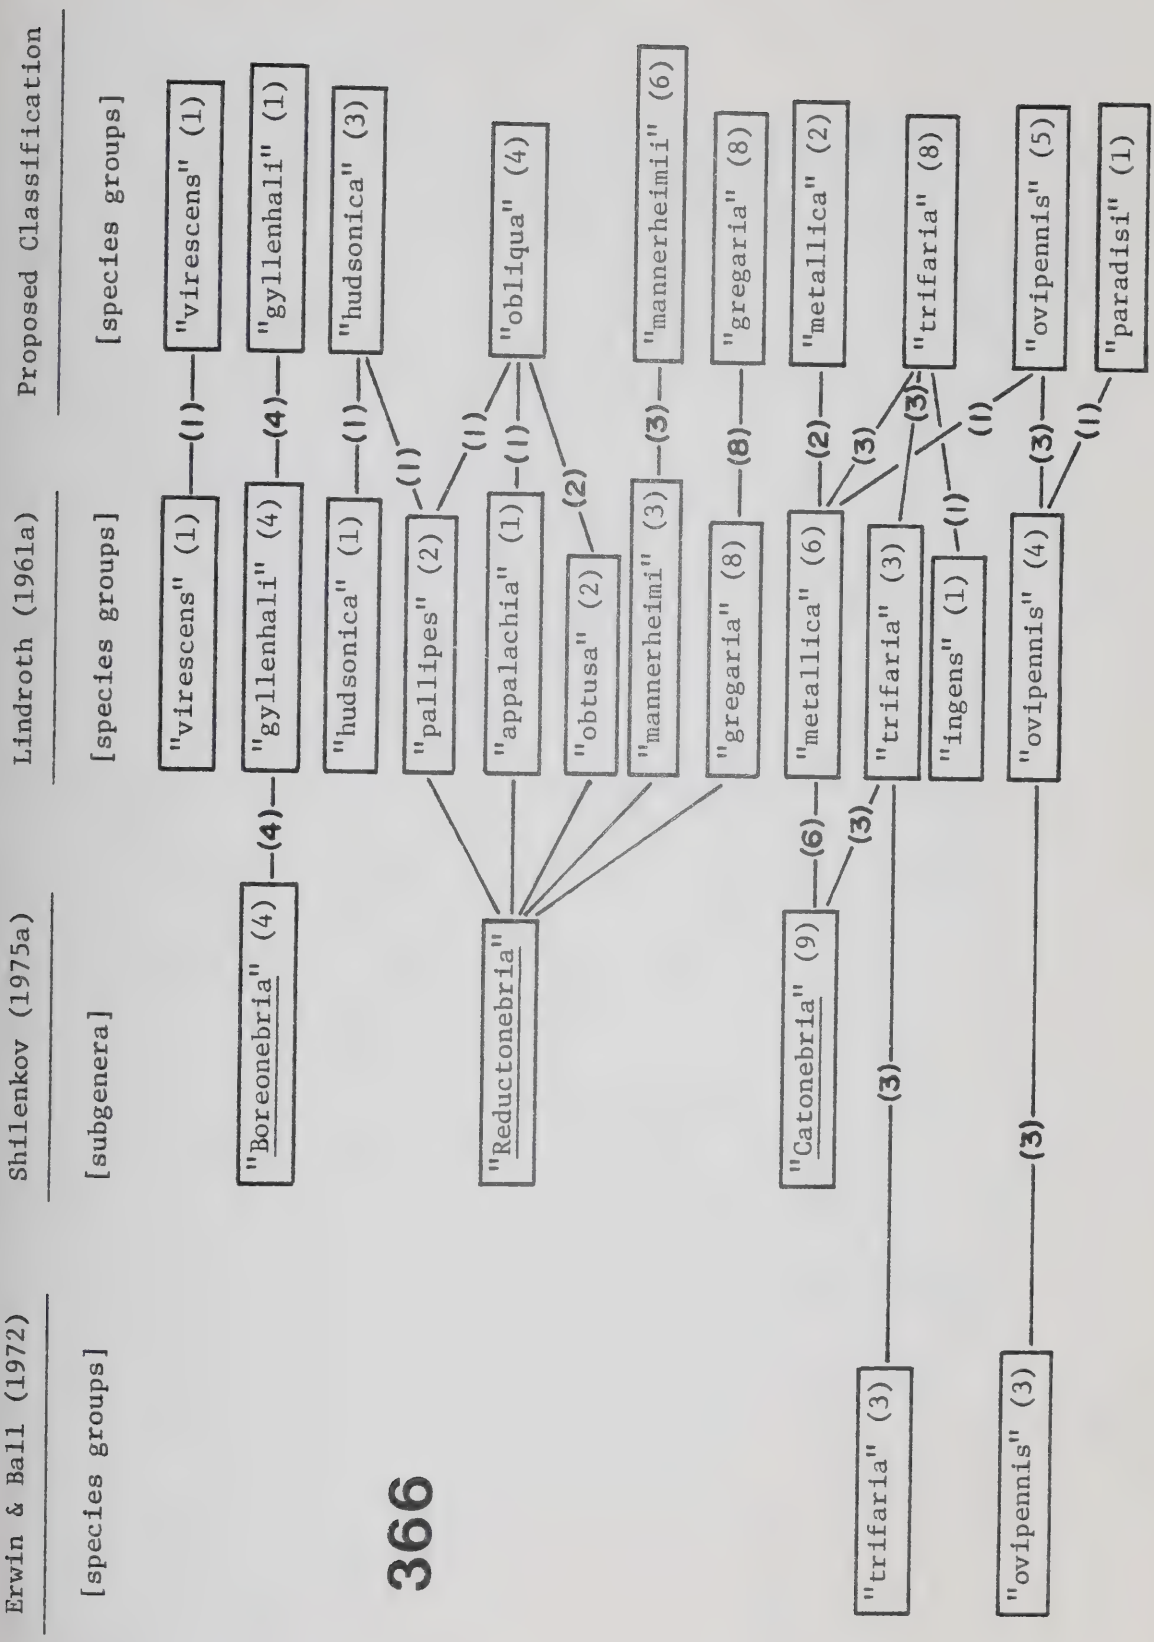 Erwin & Ball (1972) Shilenkov (1975a) Lindroth (1961a) Proposed Classification
[species groups] [subgenera] [species groups] [species groups]
"virescens" (1) (1) "virescens" (1)
"Boreonebria" (4) (4) "gyllenhali" (4) (4) "gyllenhali" (1)
"hudsonica" (1) (1) "hudsonica" (3)
366
"pallipes" (2) (1) (1)
"Reductonebria" "appalachia" (1) (1) "obliqua" (4)
"obtusa" (2) (2)
"mannerheimi" (3) (3) "mannerheimii" (6)
"gregaria" (8) (8) "gregaria" (8)
"Catonebria" (9) (6) "metallica" (6) (2) "metallica" (2)
(3) (3)
"trifaria" (3) (3) "trifaria" (3) (3) "trifaria" (8)
"ingens" (1) (1) (1)
"ovipennis" (3) (3) "ovipennis" (4) (3) "ovipennis" (5)
(1) "paradisi" (1)